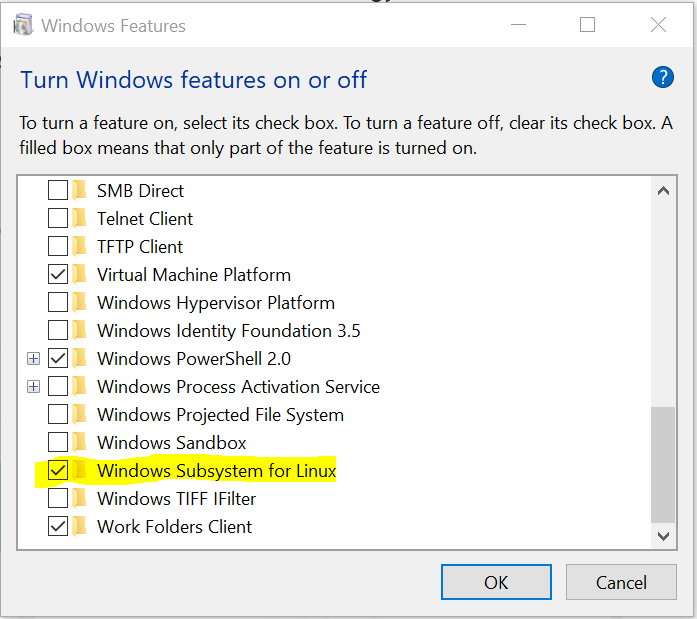 Windows Features
Turn Windows features on or off
?
To turn a feature on, select its check box. To turn a feature off, clear its check box. A
filled box means that only part of the feature is turned on.
SMB Direct
Telnet Client
TFTP Client
Virtual Machine Platform
Windows Hypervisor Platform
Windows Identity Foundation 3.5
Windows PowerShell 2.0
Windows Process Activation Service
Windows Projected File System
Windows Sandbox
Windows Subsystem for Linux
Windows TIFF IFilter
Work Folders Client
OK Cancel